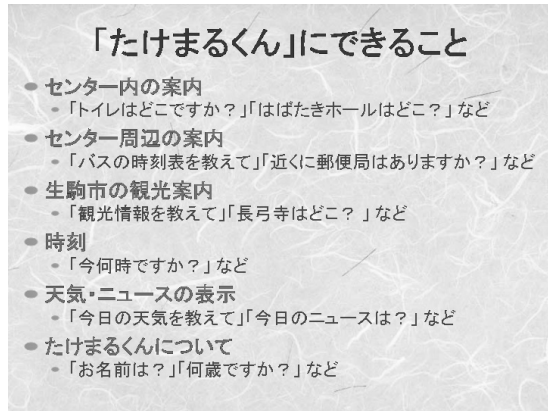 「たけまるくん」にできること
センター内の案内
「トイレはどこですか？」「はばたきホールはどこ？」など
センター周辺の案内
「バスの時刻表を教えて」「近くに郵便局はありますか？」など
生駒市の観光案内
「観光情報を教えて」「長弓寺はどこ？ 」など
時刻
「今何時ですか？」など
天気・ニュースの表示
「今日の天気を教えて」「今日のニュースは？」など
たけまるくんについて
「お名前は？」「何歳ですか？」など